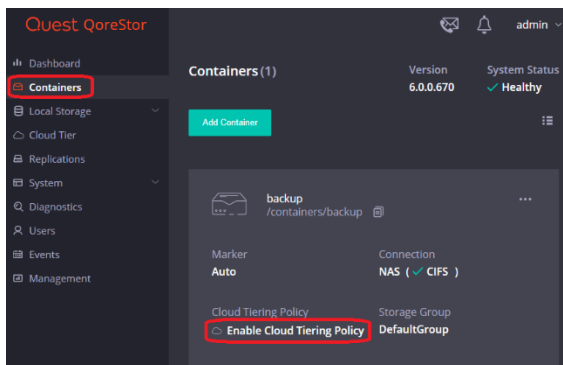 Quest QoreStor
admin
Dashboard
Containers
Local Storage
Cloud Tier
Replications
System
Diagnostics
Users
Events
Management
Containers (1)
Version
6.0.0.670
System Status
Healthy
Add Container
backup
/containers/backup
Marker
Auto
Connection
NAS ( ✓ CIFS )
Cloud Tiering Policy
Enable Cloud Tiering Policy
Storage Group
DefaultGroup